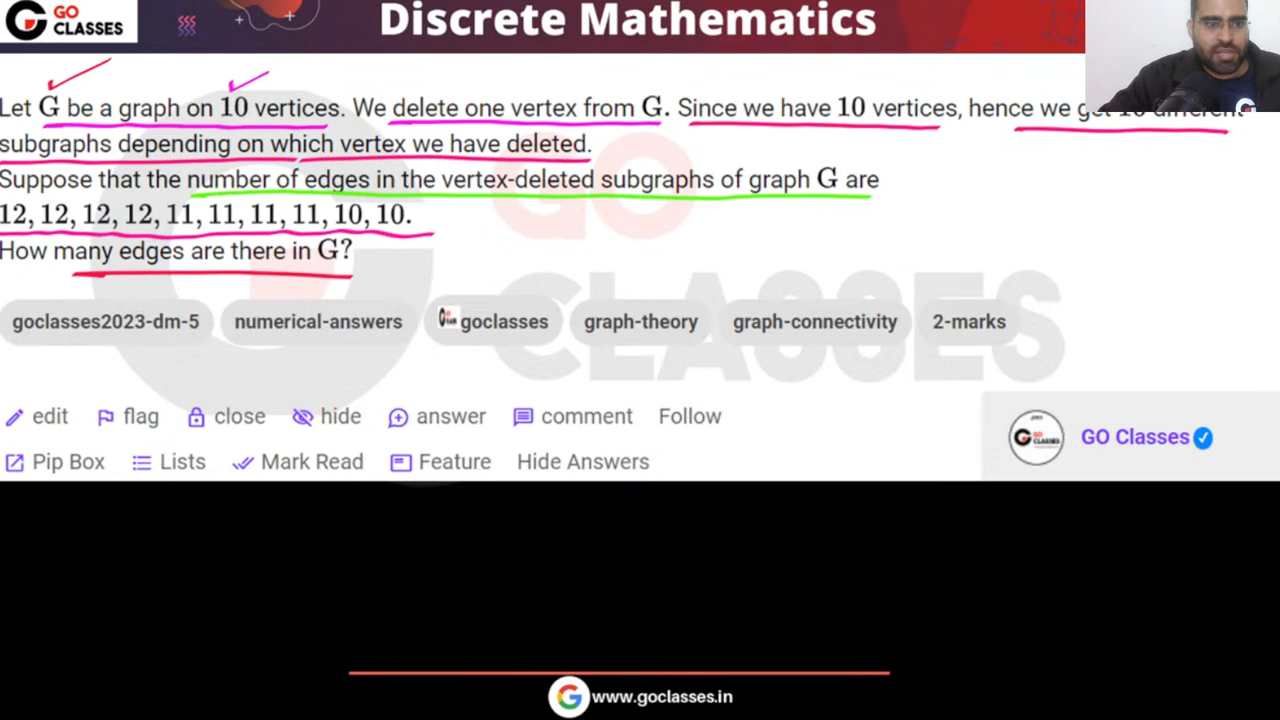 GO CLASSES
Discrete Mathematics
Let G be a graph on 10 vertices. We delete one vertex from G. Since we have 10 vertices, hence we get 10 different
subgraphs depending on which vertex we have deleted.
Suppose that the number of edges in the vertex-deleted subgraphs of graph G are
12, 12, 12, 12, 11, 11, 11, 11, 10, 10.
How many edges are there in G?
GO CLASSES
goclasses2023-dm-5 numerical-answers goclasses graph-theory graph-connectivity 2-marks
edit flag close hide answer comment Follow
GO Classes
Pip Box Lists Mark Read Feature Hide Answers
www.goclasses.in